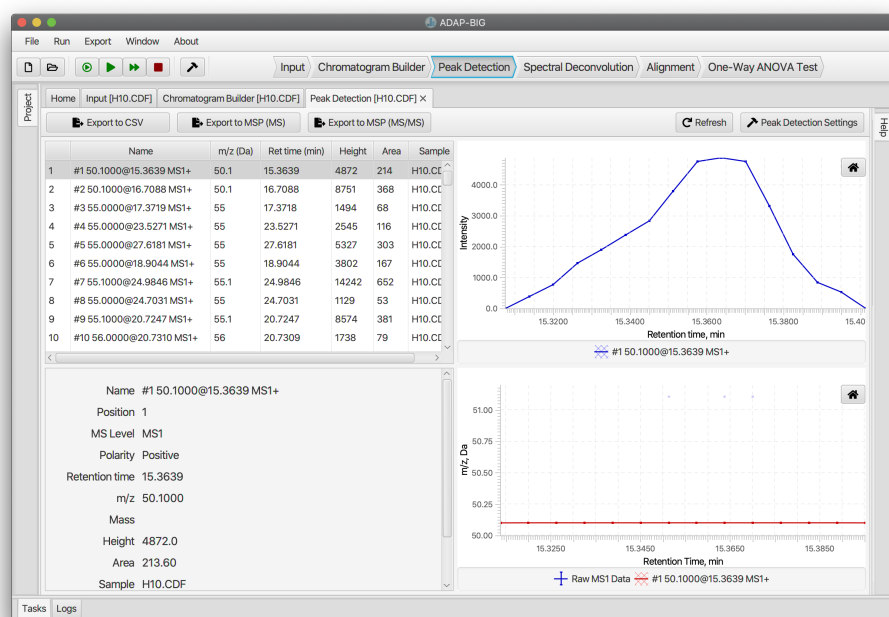 ADAP-BIG
File Run Export Window About
Input Chromatogram Builder Peak Detection Spectral Deconvolution Alignment One-Way ANOVA Test
Project
Home Input [H10.CDF] Chromatogram Builder [H10.CDF] Peak Detection [H10.CDF] ×
Help
Export to CSV Export to MSP (MS) Export to MSP (MS/MS) Refresh Peak Detection Settings
Name m/z (Da) Ret time (min) Height Area Sample
1 #1 50.1000@15.3639 MS1+ 50.1 15.3639 4872 214 H10.CD
2 #2 50.1000@16.7088 MS1+ 50.1 16.7088 8751 368 H10.CD
3 #3 55.0000@17.3719 MS1+ 55 17.3718 1494 68 H10.CD
4 #4 55.0000@23.5271 MS1+ 55 23.5271 2545 116 H10.CD
5 #5 55.0000@27.6181 MS1+ 55 27.6181 5327 303 H10.CD
6 #6 55.0000@18.9044 MS1+ 55 18.9044 3802 167 H10.CD
7 #7 55.1000@24.9846 MS1+ 55.1 24.9846 14242 652 H10.CD
8 #8 55.0000@24.7031 MS1+ 55 24.7031 1129 53 H10.CD
9 #9 55.1000@20.7247 MS1+ 55.1 20.7247 8574 381 H10.CD
10 #10 56.0000@20.7310 MS1+ 56 20.7309 1738 79 H10.CD
Intensity
4000.0
3000.0
2000.0
1000.0
0.0
15.3200 15.3400 15.3600 15.3800 15.40
Retention time, min
#1 50.1000@15.3639 MS1+
Name #1 50.1000@15.3639 MS1+
Position 1
MS Level MS1
Polarity Positive
Retention time 15.3639
m/z 50.1000
Mass
Height 4872.0
Area 213.60
Sample H10.CDF
m/z, Da
51.00
50.75
50.50
50.25
50.00
15.3250 15.3450 15.3650 15.3850
Retention Time, min
Raw MS1 Data #1 50.1000@15.3639 MS1+
Tasks Logs